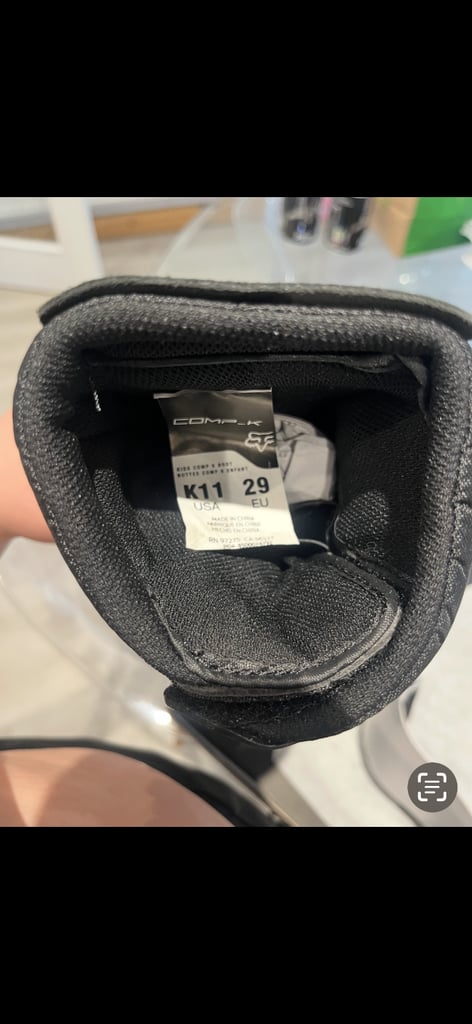 COMP-K
KIDS COMP K BOOT
BOTTES COMP K ENFANT
K11 29
USA EU
MADE IN CHINA
FABRIQUE EN CHINE
HECHO EN CHINA